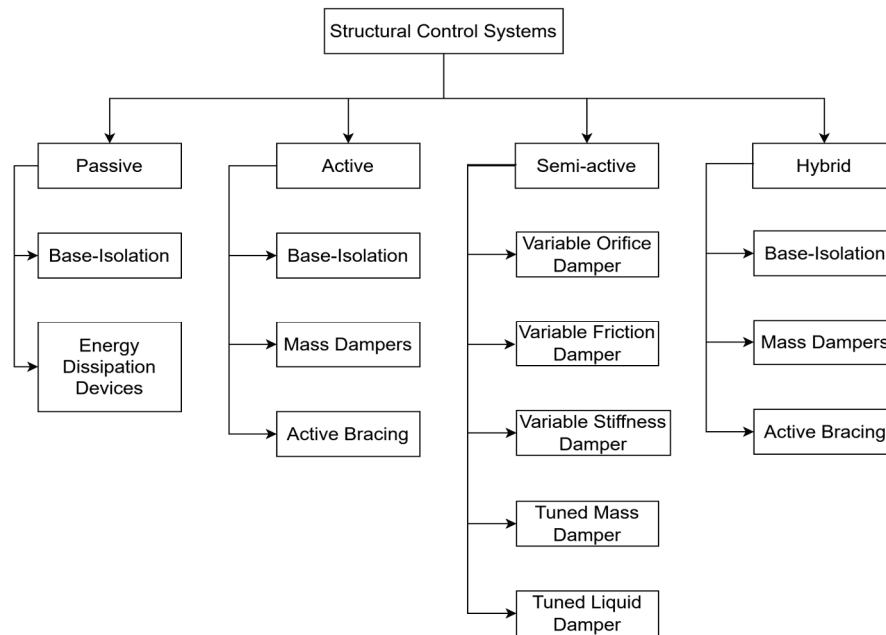 Structural Control Systems
Passive
Active
Semi-active
Hybrid
Base-Isolation
Energy
Dissipation
Devices
Base-Isolation
Mass Dampers
Active Bracing
Variable Orifice
Damper
Variable Friction
Damper
Variable Stiffness
Damper
Tuned Mass
Damper
Tuned Liquid
Damper
Base-Isolation
Mass Dampers
Active Bracing